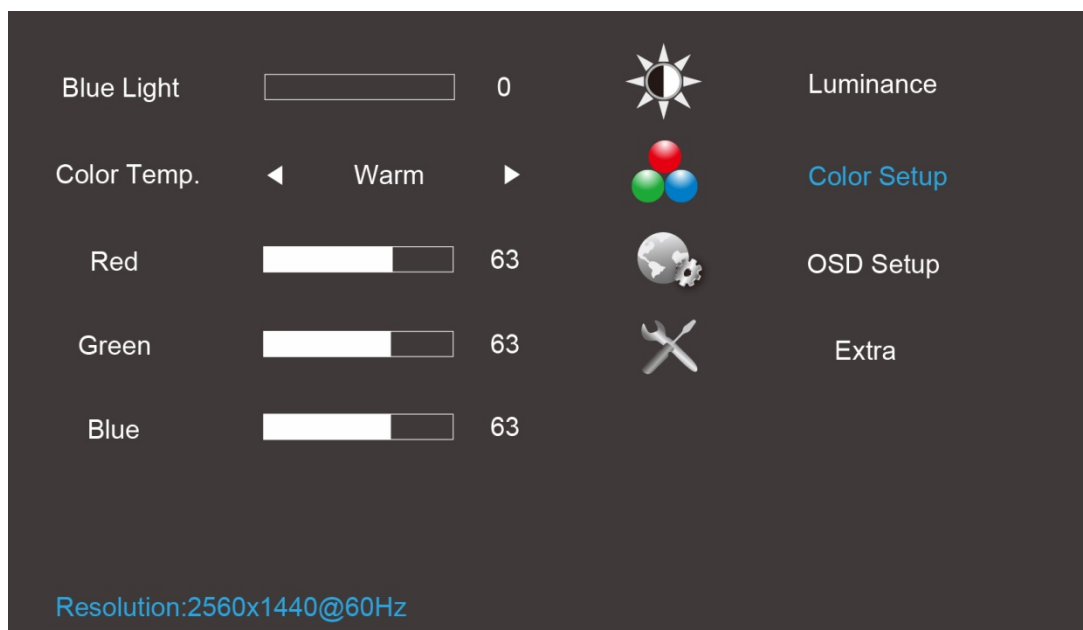 Blue Light 0 Luminance
Color Temp. Warm Color Setup
Red 63 OSD Setup
Green 63 Extra
Blue 63
Resolution:2560x1440@60Hz